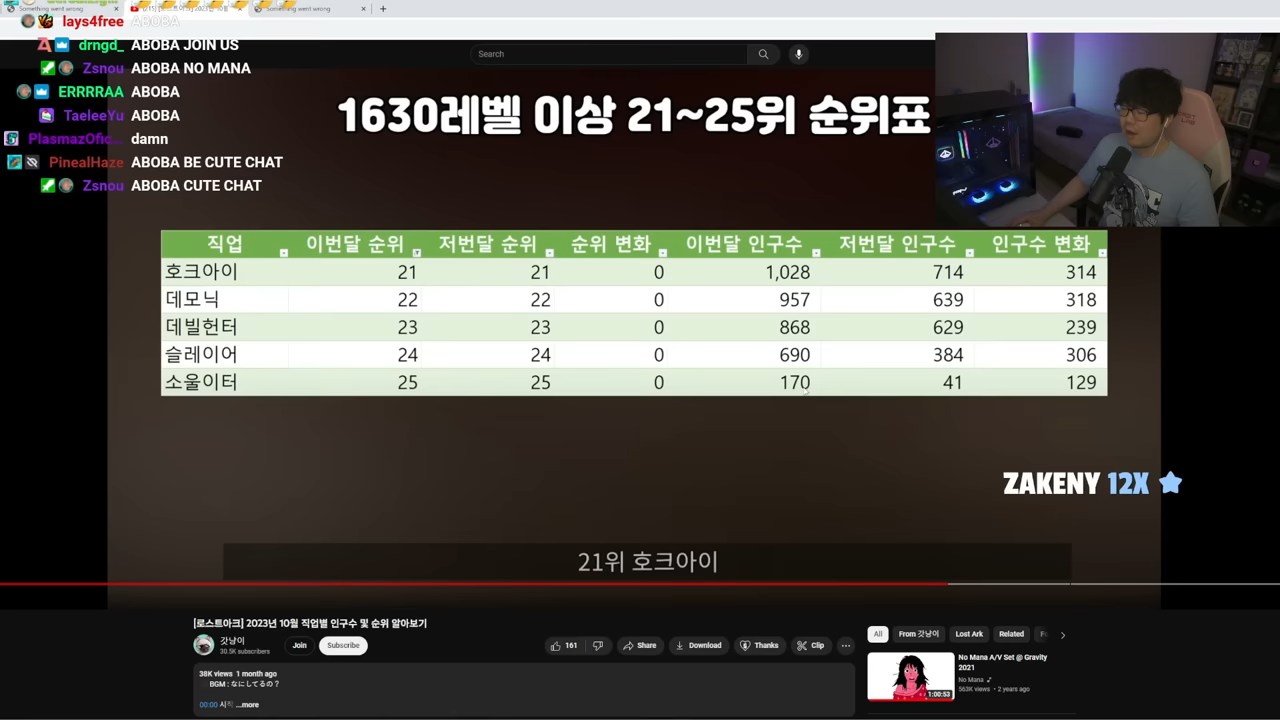 Something went wrong
Something went wrong
lays4free ABOBA
drngd_ ABOBA JOIN US
Zsnou ABOBA NO MANA
ERRRRAA ABOBA
TaeleeYu ABOBA
PlasmazOfic... damn
PinealHaze ABOBA BE CUTE CHAT
Zsnou ABOBA CUTE CHAT
Search
1630레벨 이상 21~25위 순위표
직업 이번달 순위 저번달 순위 순위 변화 이번달 인구수 저번달 인구수 인구수 변화
호크아이 21 21 0 1,028 714 314
데모닉 22 22 0 957 639 318
데빌헌터 23 23 0 868 629 239
슬레이어 24 24 0 690 384 306
소울이터 25 25 0 170 41 129
ZAKENY 12X
21위 호크아이
[로스트아크] 2023년 10월 직업별 인구수 및 순위 알아보기
갓냥이
30.5K subscribers
Join
Subscribe
161
Share
Download
Thanks
Clip
38K views 1 month ago
BGM : なにしてるの？
00:00 시작 ...more
All
From 갓냥이
Lost Ark
Related
No Mana A/V Set @ Gravity
2021
No Mana
563K views • 2 years ago
1:00:53